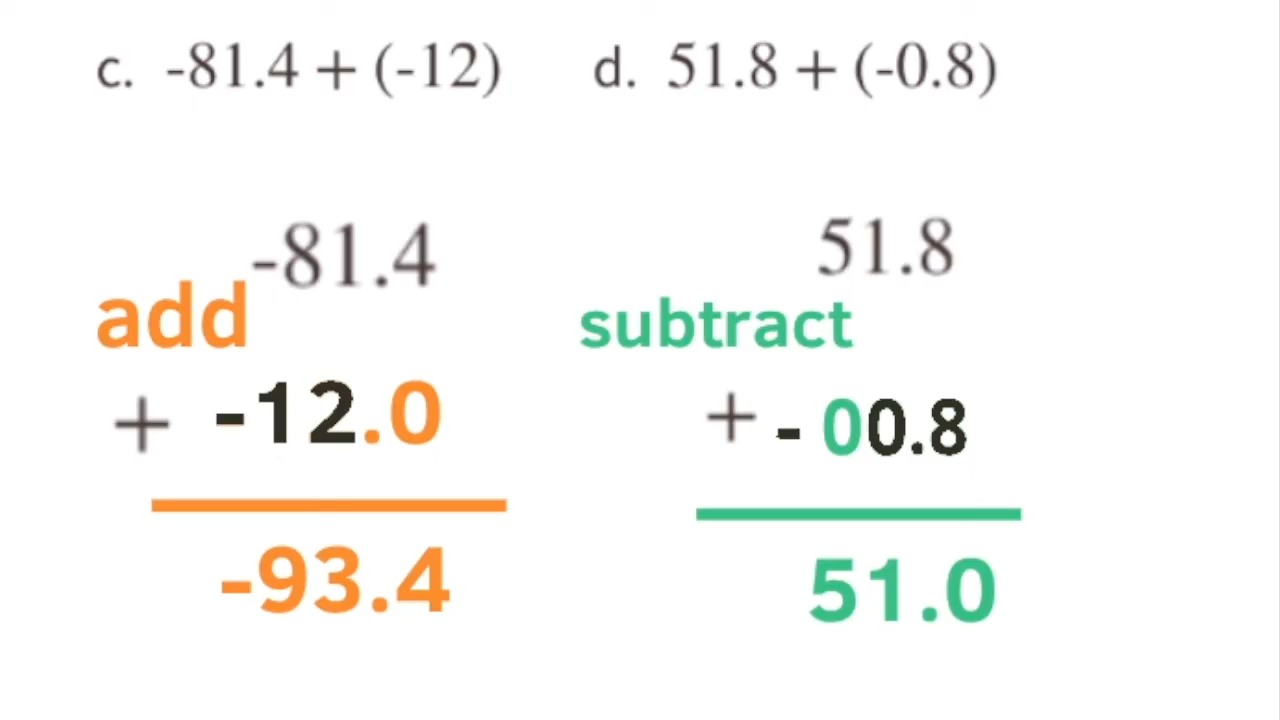 c. -81.4 + (-12)
d. 51.8 + (-0.8)
-81.4
add
+ -12.0
-93.4
51.8
subtract
+ - 00.8
51.0